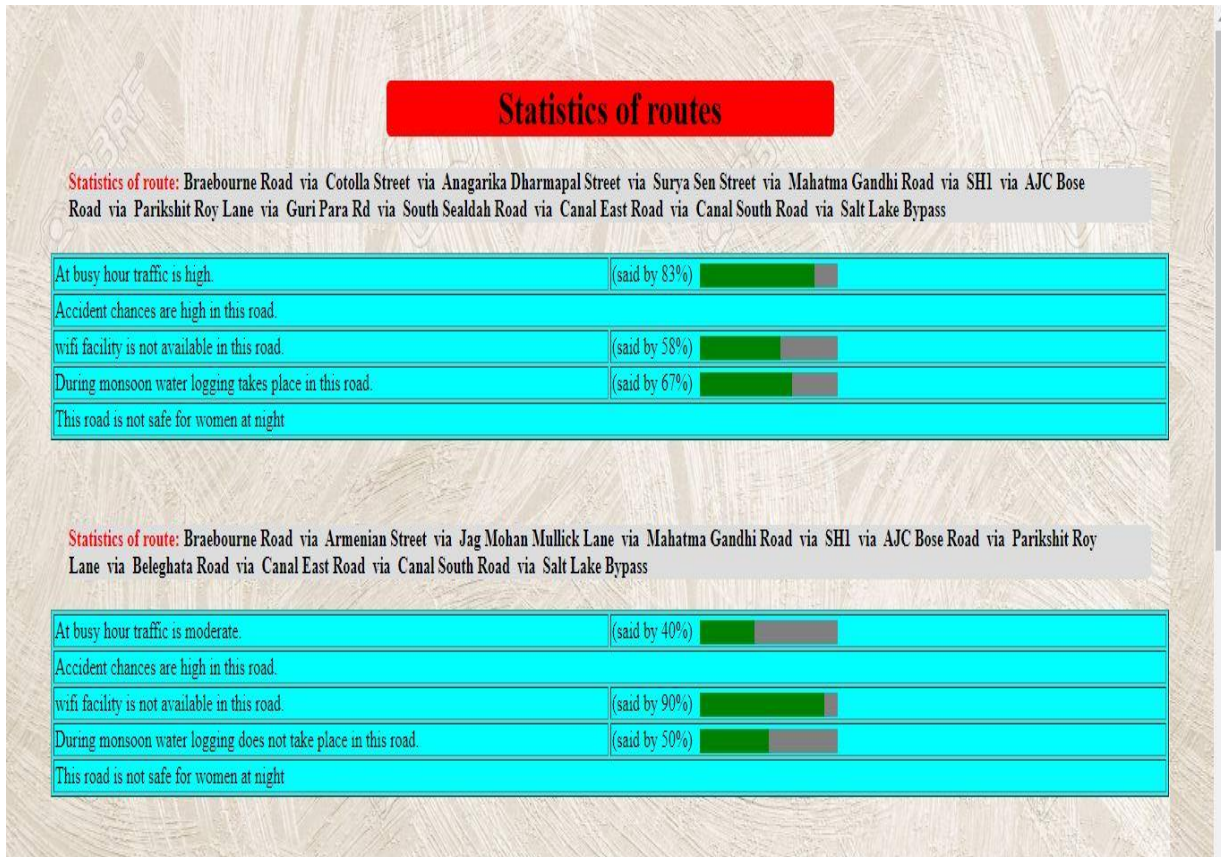 Statistics of routes
Statistics of route: Braebourne Road via Cotolla Street via Anagarika Dharmapal Street via Surya Sen Street via Mahatma Gandhi Road via SH1 via AJC Bose
Road via Parikshit Roy Lane via Guri Para Rd via South Sealdah Road via Canal East Road via Canal South Road via Salt Lake Bypass
At busy hour traffic is high. (said by 83%)
Accident chances are high in this road.
wifi facility is not available in this road. (said by 58%)
During monsoon water logging takes place in this road. (said by 67%)
This road is not safe for women at night
Statistics of route: Braebourne Road via Armenian Street via Jag Mohan Mullick Lane via Mahatma Gandhi Road via SH1 via AJC Bose Road via Parikshit Roy
Lane via Beleghata Road via Canal East Road via Canal South Road via Salt Lake Bypass
At busy hour traffic is moderate. (said by 40%)
Accident chances are high in this road.
wifi facility is not available in this road. (said by 90%)
During monsoon water logging does not take place in this road. (said by 50%)
This road is not safe for women at night